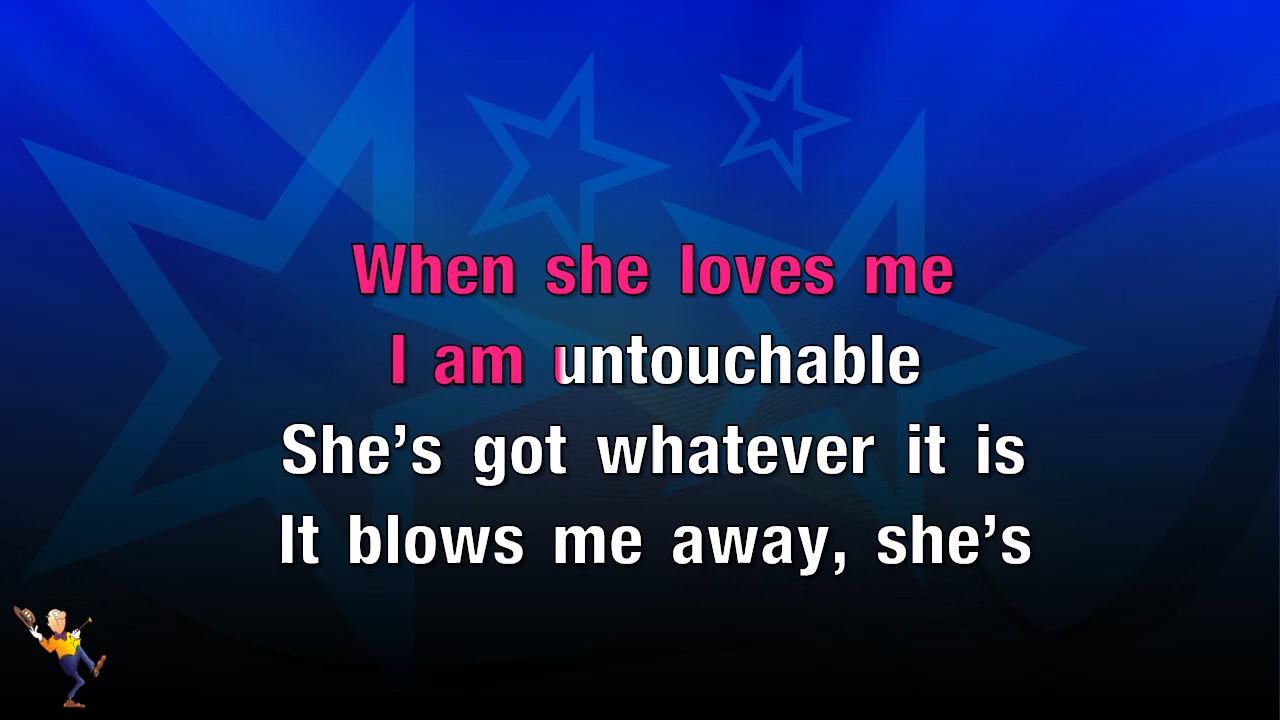 When she loves me
I am untouchable
She’s got whatever it is
It blows me away, she’s